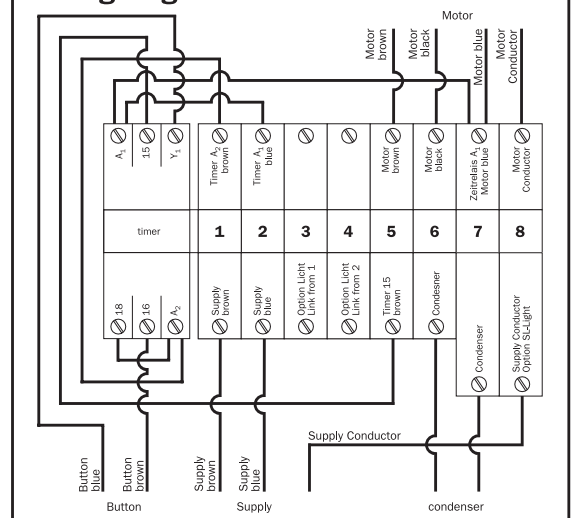 Motor
Motor brown
Motor black
Motor blue
Motor Conductor
A1
15
Y1
Timer A2 brown
Timer A1 blue
Motor brown
Motor black
Zeitrelais A1 Motor blue
Motor Conductor
timer
1
2
3
4
5
6
7
8
18
16
A2
Supply brown
Supply blue
Option Licht Link from 1
Option Licht Link from 2
Timer 15 brown
Condesner
Condenser
Supply Conductor Option SL-Light
Supply Conductor
Button blue
Button brown
Supply brown
Supply blue
Button
Supply
condenser